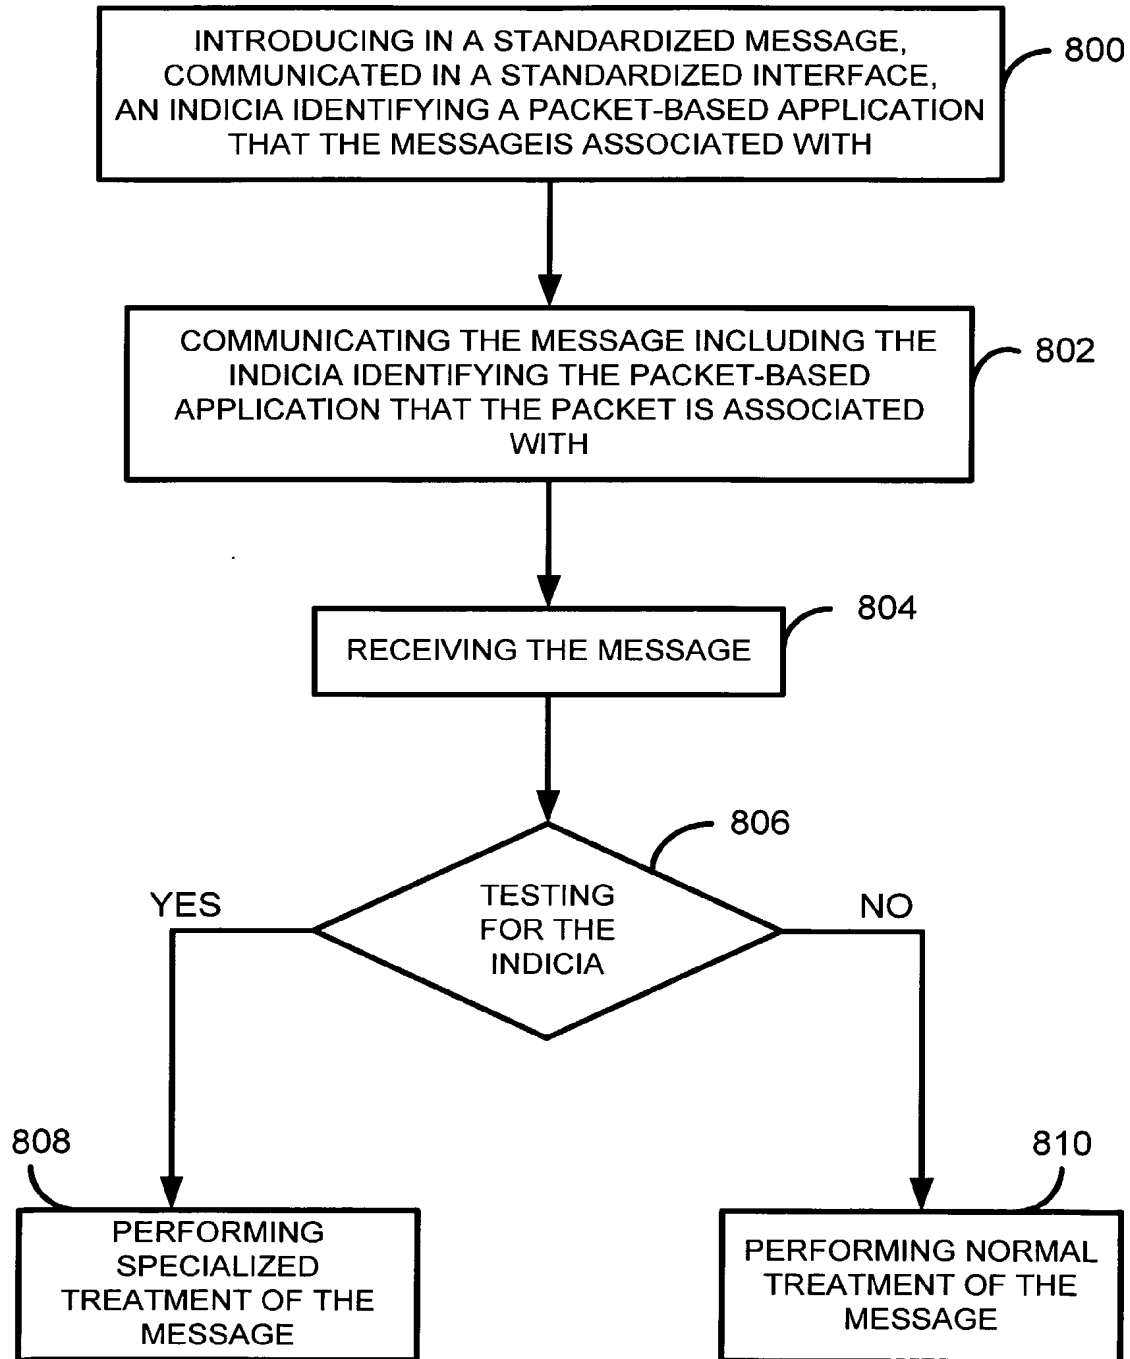 INTRODUCING IN A STANDARDIZED MESSAGE,
COMMUNICATED IN A STANDARDIZED INTERFACE,
AN INDICIA IDENTIFYING A PACKET-BASED APPLICATION
THAT THE MESSAGEIS ASSOCIATED WITH
800
COMMUNICATING THE MESSAGE INCLUDING THE
INDICIA IDENTIFYING THE PACKET-BASED
APPLICATION THAT THE PACKET IS ASSOCIATED
WITH
802
RECEIVING THE MESSAGE
804
806
TESTING
FOR THE
INDICIA
YES
NO
808
PERFORMING
SPECIALIZED
TREATMENT OF THE
MESSAGE
810
PERFORMING NORMAL
TREATMENT OF THE
MESSAGE